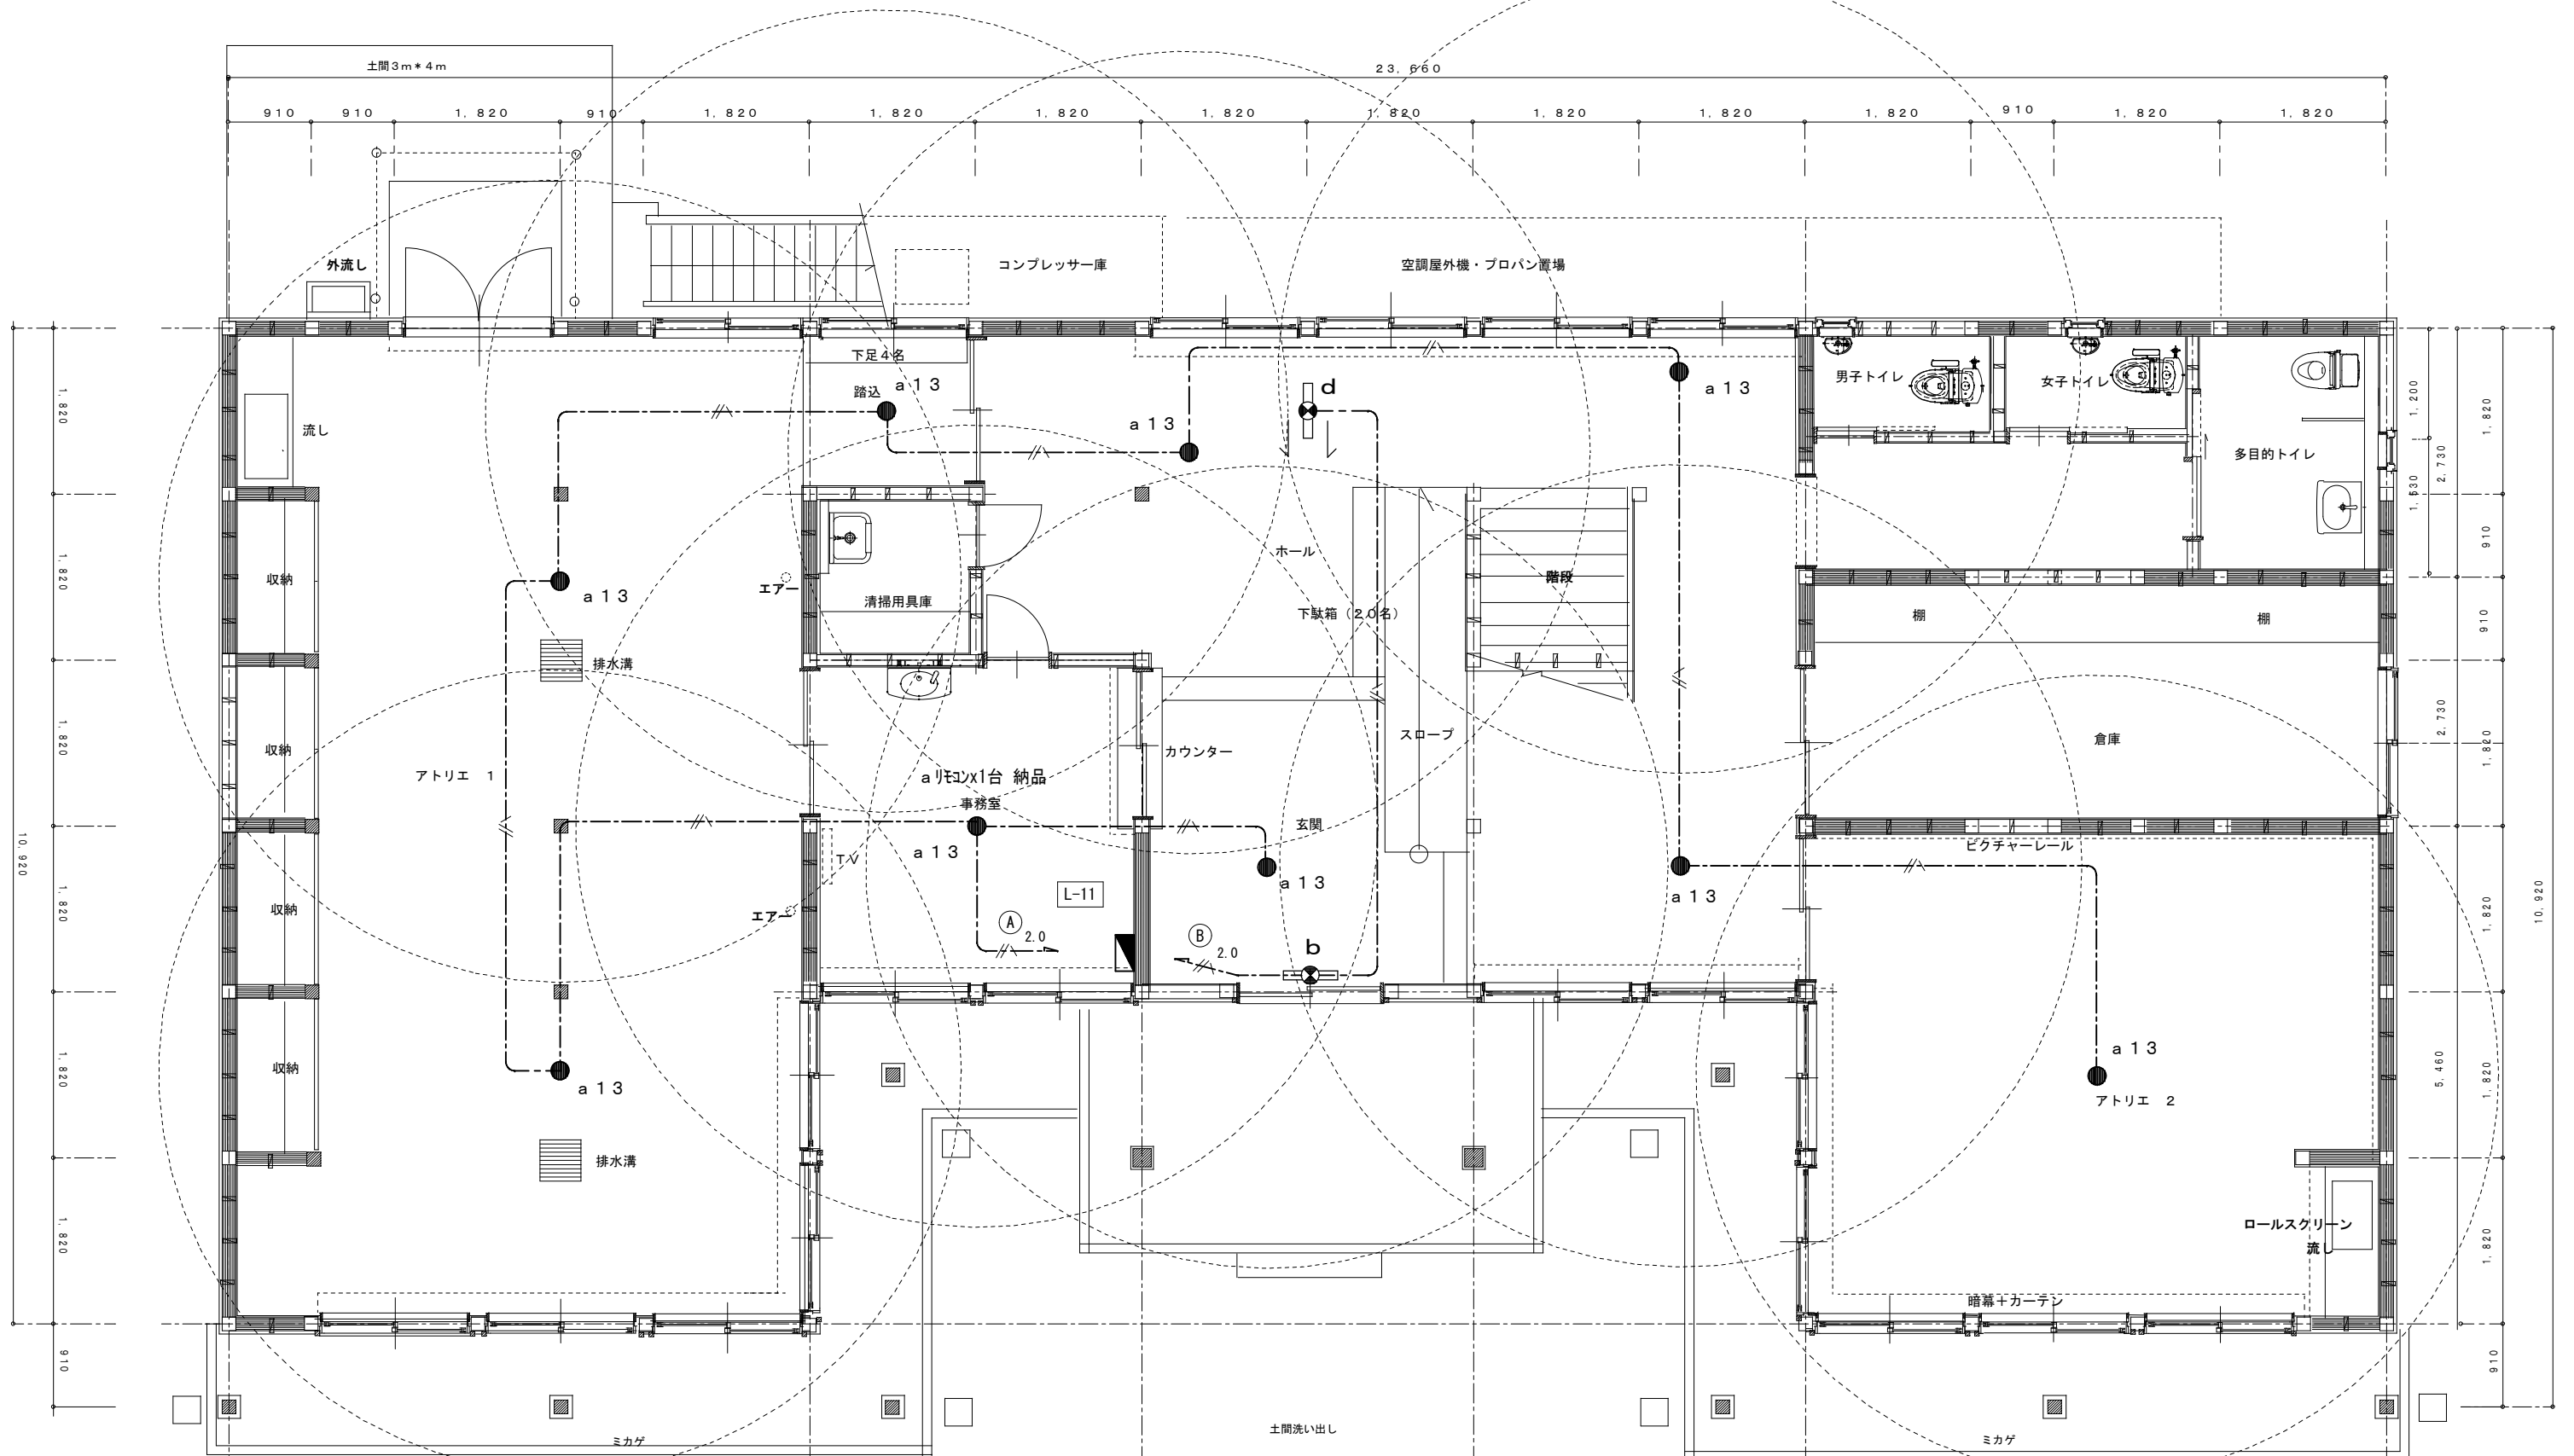 土間3m*4m
23,660
910
910
1,820
910
1,820
1,820
1,820
1,820
1,820
1,820
1,820
1,820
910
1,820
1,820
外流し
コンプレッサー庫
空調屋外機・プロパン置場
下足4名
踏込
a13
流し
a13
d
a13
男子トイレ
女子トイレ
多目的トイレ
1,820
1,200
1,820
2,730
1,530
910
収納
a13
エアー
清掃用具庫
ホール
階段
下駄箱(20名)
棚
棚
1,820
910
排水溝
収納
アトリエ 1
aリモコンx1台 納品
事務室
カウンター
スロープ
倉庫
1,820
2,730
1,820
10,920
a13
TV
玄関
a13
ピクチャーレール
a13
収納
エアー
L-11
A
2.0
B
2.0
b
1,820
1,820
10,920
収納
a13
a13
アトリエ 2
1,820
5,460
1,820
排水溝
ロールスクリーン
流し
1,820
1,820
暗幕+カーテン
910
910
ミカゲ
土間洗い出し
ミカゲ